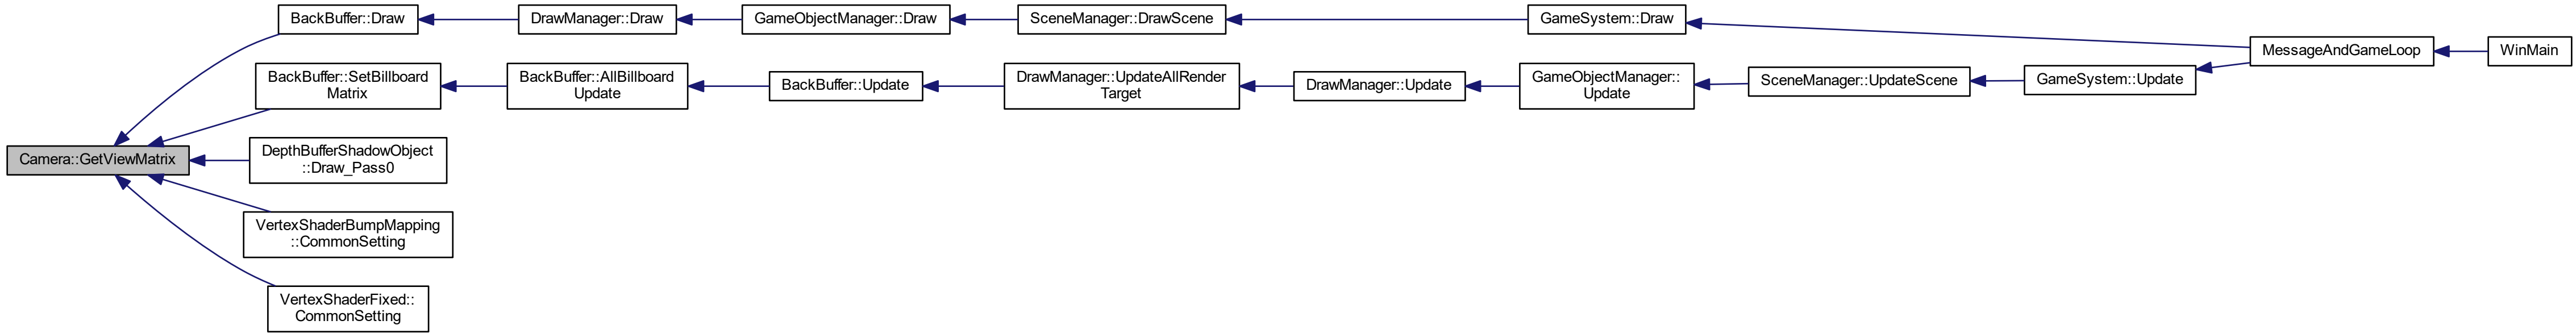 BackBuffer::Draw
DrawManager::Draw
GameObjectManager::Draw
SceneManager::DrawScene
GameSystem::Draw
MessageAndGameLoop
WinMain
BackBuffer::SetBillboard
Matrix
BackBuffer::AllBillboard
Update
BackBuffer::Update
DrawManager::UpdateAllRender
Target
DrawManager::Update
GameObjectManager::
Update
SceneManager::UpdateScene
GameSystem::Update
Camera::GetViewMatrix
DepthBufferShadowObject
::Draw_Pass0
VertexShaderBumpMapping
::CommonSetting
VertexShaderFixed::
CommonSetting